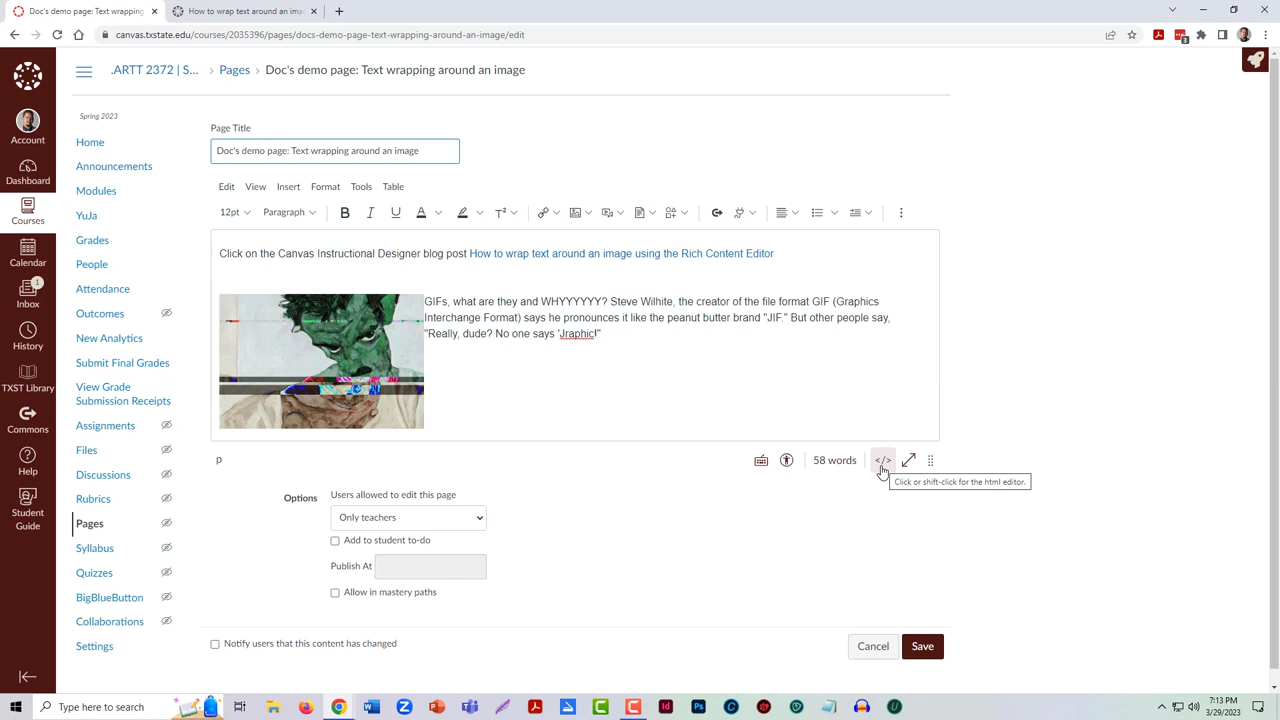 Doc's demo page: Text wrapping
How to wrap text around an ima
canvas.txstate.edu/courses/2035396/pages/docs-demo-page-text-wrapping-around-an-image/edit
3
.ARTT 2372 | S... > Pages > Doc's demo page: Text wrapping around an image
Account
Dashboard
Courses
Calendar
1
Inbox
History
TXST Library
Commons
Help
Student
Guide
Spring 2023
Home
Announcements
Modules
YuJa
Grades
People
Attendance
Outcomes
New Analytics
Submit Final Grades
View Grade
Submission Receipts
Assignments
Files
Discussions
Rubrics
Pages
Syllabus
Quizzes
BigBlueButton
Collaborations
Settings
Page Title
Doc's demo page: Text wrapping around an image
Edit View Insert Format Tools Table
12pt Paragraph B I U A T²
Click on the Canvas Instructional Designer blog post How to wrap text around an image using the Rich Content Editor
GIFs, what are they and WHYYYYYY? Steve Wilhite, the creator of the file format GIF (Graphics
Interchange Format) says he pronounces it like the peanut butter brand "JIF." But other people say,
"Really, dude? No one says 'Jraphic!"
p
58 words </>
Click or shift-click for the html editor.
Options
Users allowed to edit this page
Only teachers
Add to student to-do
Publish At
Allow in mastery paths
Notify users that this content has changed
Cancel Save
Type here to search
7:13 PM
3/29/2023